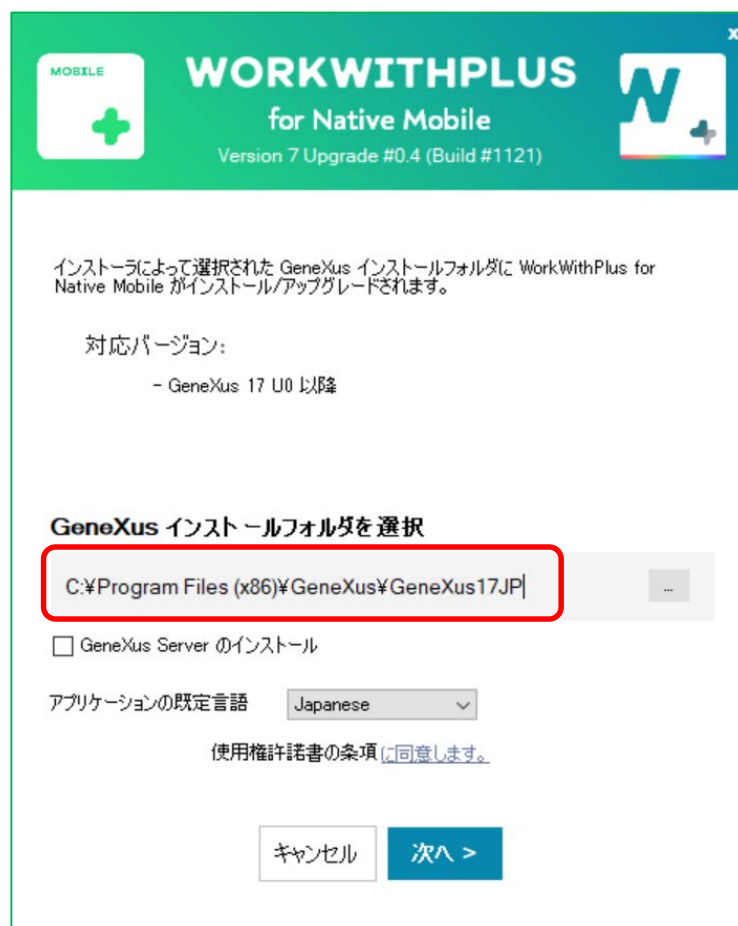 x
MOBILE
WORKWITHPLUS
for Native Mobile
Version 7 Upgrade #0.4 (Build #1121)
インストーラによって選択された GeneXus インストールフォルダに WorkWithPlus for
Native Mobile がインストール/アップグレードされます。
対応バージョン:
- GeneXus 17 U0 以降
GeneXus インストールフォルダを選択
C:¥Program Files (x86)¥GeneXus¥GeneXus17JP
...
GeneXus Server のインストール
アプリケーションの既定言語 Japanese
使用権許諾書の条項 に同意します。
キャンセル 次へ >